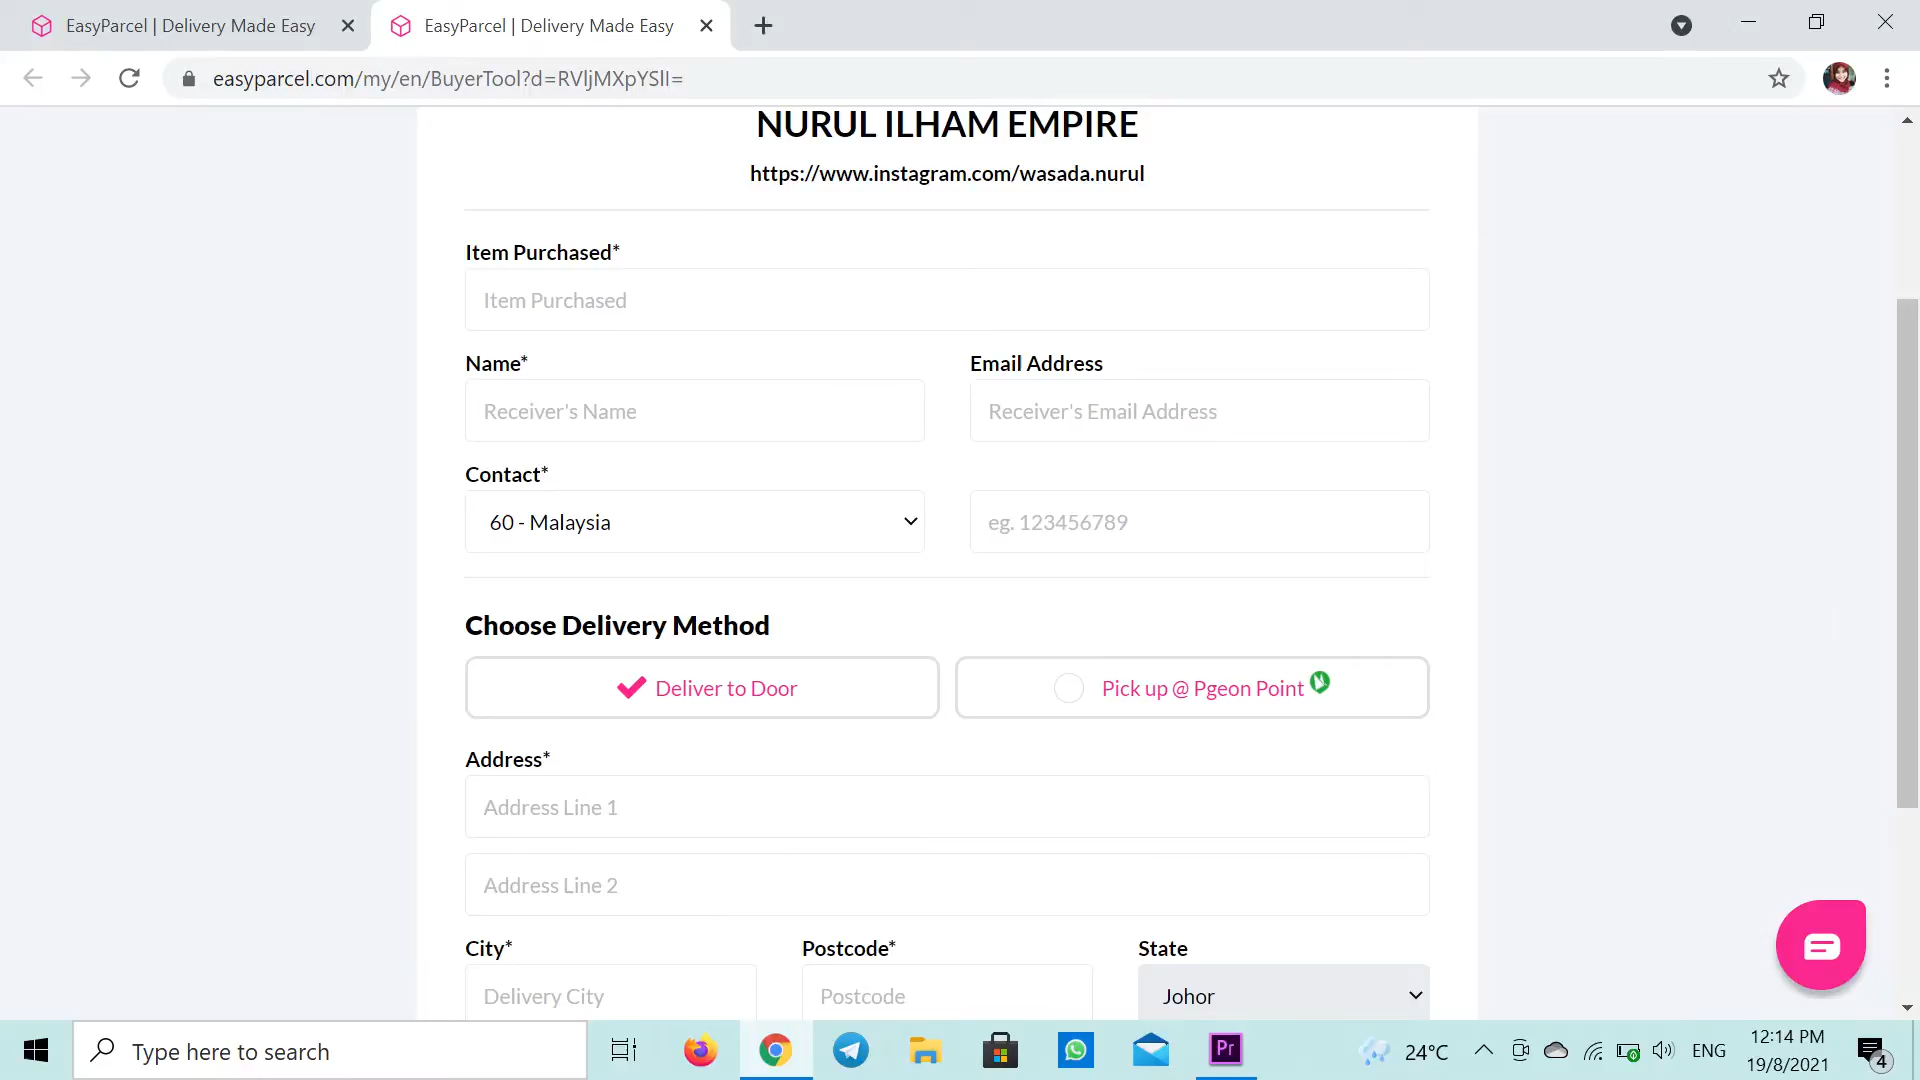 EasyParcel | Delivery Made Easy
EasyParcel | Delivery Made Easy
easyparcel.com/my/en/BuyerTool?d=RVljMXpYSlI=
NURUL ILHAM EMPIRE
https://www.instagram.com/wasada.nurul
Item Purchased*
Item Purchased
Name*
Email Address
Receiver's Name
Receiver's Email Address
Contact*
60 - Malaysia
eg. 123456789
Choose Delivery Method
Deliver to Door
Pick up @ Pgeon Point
Address*
Address Line 1
Address Line 2
City*
Postcode*
State
Delivery City
Postcode
Johor
Type here to search
Pr
24°C
ENG
12:14 PM
19/8/2021
4